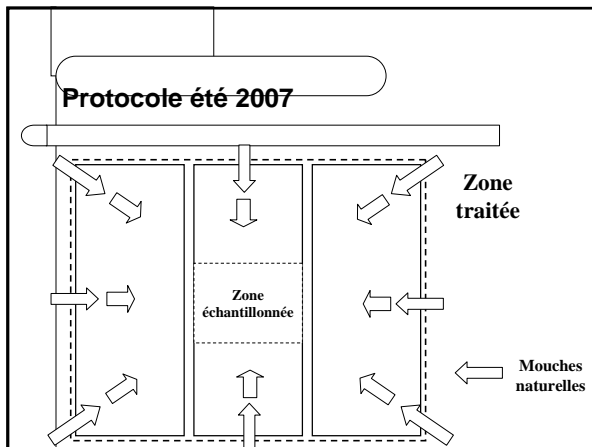 Protocole été 2007
Zone
traitée
Zone
échantillonnée
Mouches
naturelles